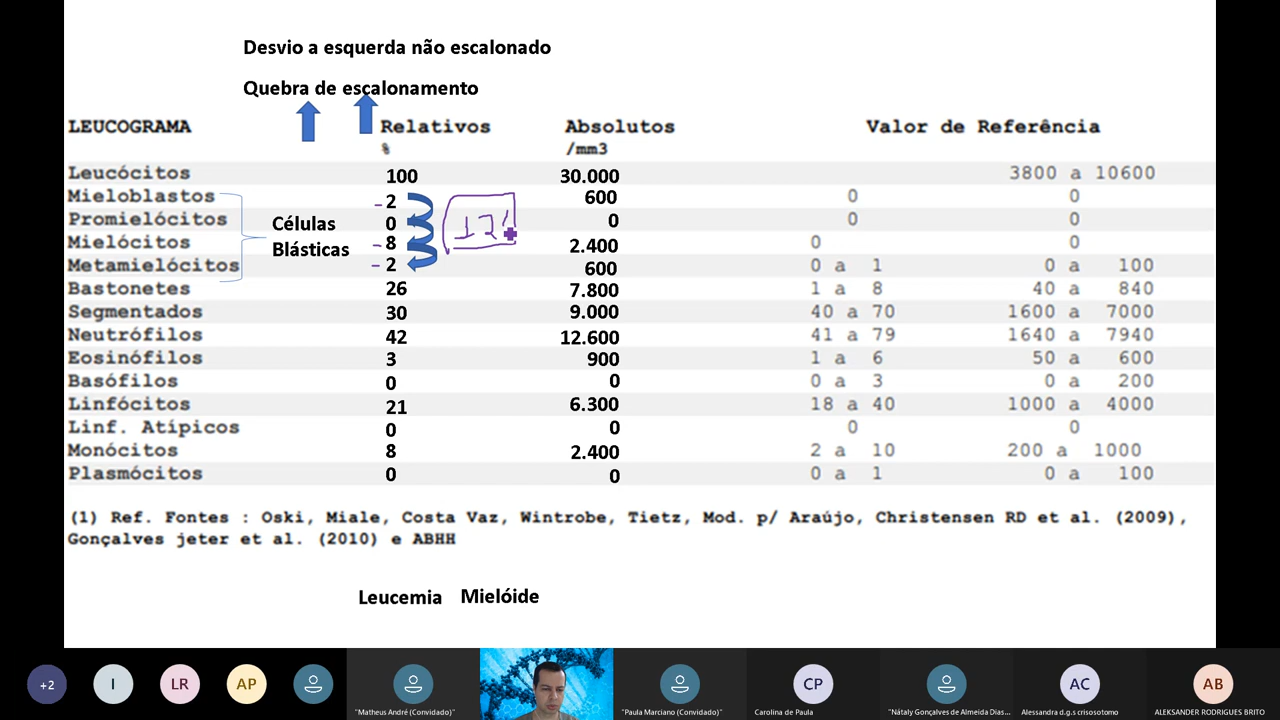 Desvio a esquerda não escalonado
Quebra de escalonamento
LEUCOGRAMA Relativos Absolutos Valor de Referência
% /mm3
Leucócitos 100 30.000 3800 a 10600
Mieloblastos 2 600 0 0
Promielócitos 0 0 0 0
Mielócitos 8 2.400 0 0
Metamielócitos 2 600 0 a 1 0 a 100
Células
Blásticas
Bastonetes 26 7.800 1 a 8 40 a 840
Segmentados 30 9.000 40 a 70 1600 a 7000
Neutrófilos 42 12.600 41 a 79 1640 a 7940
Eosinófilos 3 900 1 a 6 50 a 600
Basófilos 0 0 0 a 3 0 a 200
Linfócitos 21 6.300 18 a 40 1000 a 4000
Linf. Atípicos 0 0 0 0
Monócitos 8 2.400 2 a 10 200 a 1000
Plasmócitos 0 0 0 a 1 0 a 100
(1) Ref. Fontes : Oski, Miale, Costa Vaz, Wintrobe, Tietz, Mod. p/ Araújo, Christensen RD et al. (2009),
Gonçalves jeter et al. (2010) e ABHH
Leucemia Mielóide
+2 I LR AP CP AC AB
"Matheus André (Convidado)" "Paula Marciano (Convidado)" Carolina de Paula "Nátaly Gonçalves de Almeida Dias... Alessandra d.g.s crisosotomo ALEKSANDER RODRIGUES BRITO